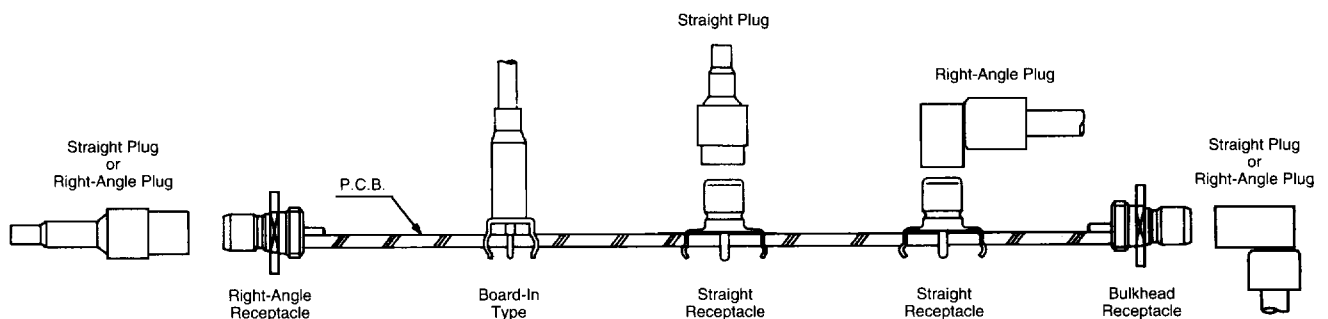 Straight Plug
Right-Angle Plug
Straight Plug
or
Right-Angle Plug
Straight Plug
or
Right-Angle Plug
P.C.B.
Right-Angle
Receptacle
Board-In
Type
Straight
Receptacle
Straight
Receptacle
Bulkhead
Receptacle